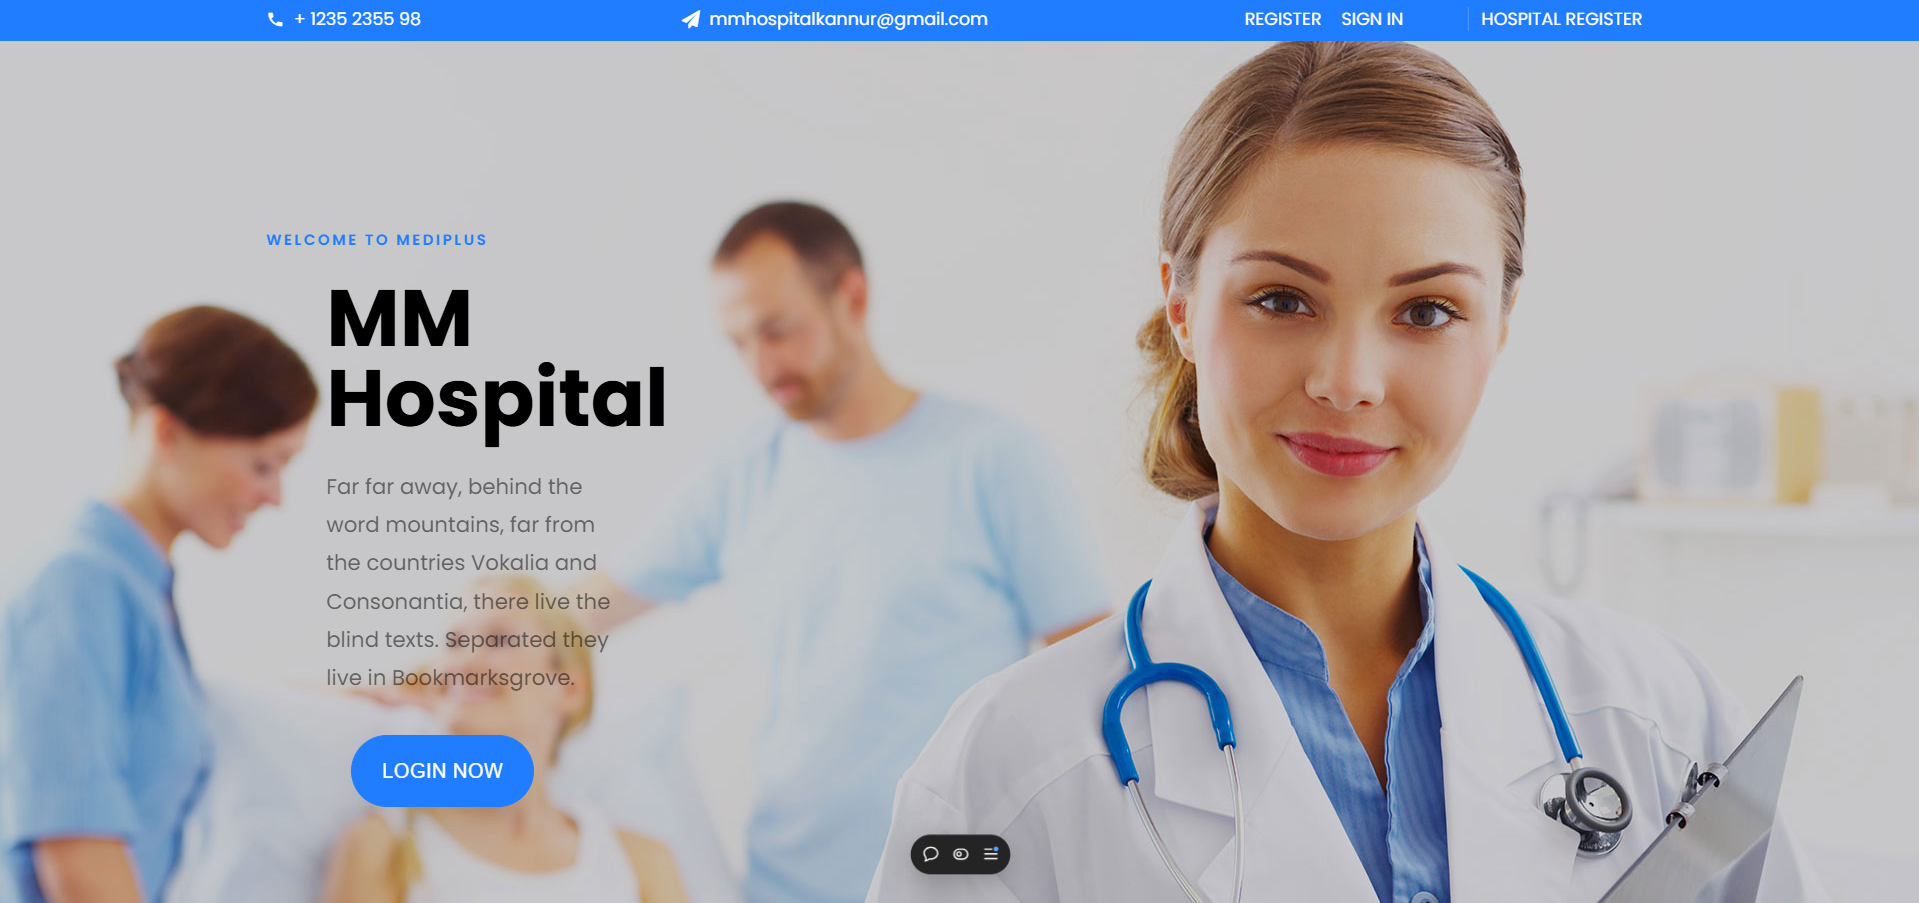 + 1235 2355 98
mmhospitalkannur@gmail.com
REGISTER SIGN IN
HOSPITAL REGISTER
WELCOME TO MEDIPLUS
MM
Hospital
Far far away, behind the
word mountains, far from
the countries Vokalia and
Consonantia, there live the
blind texts. Separated they
live in Bookmarksgrove.
LOGIN NOW